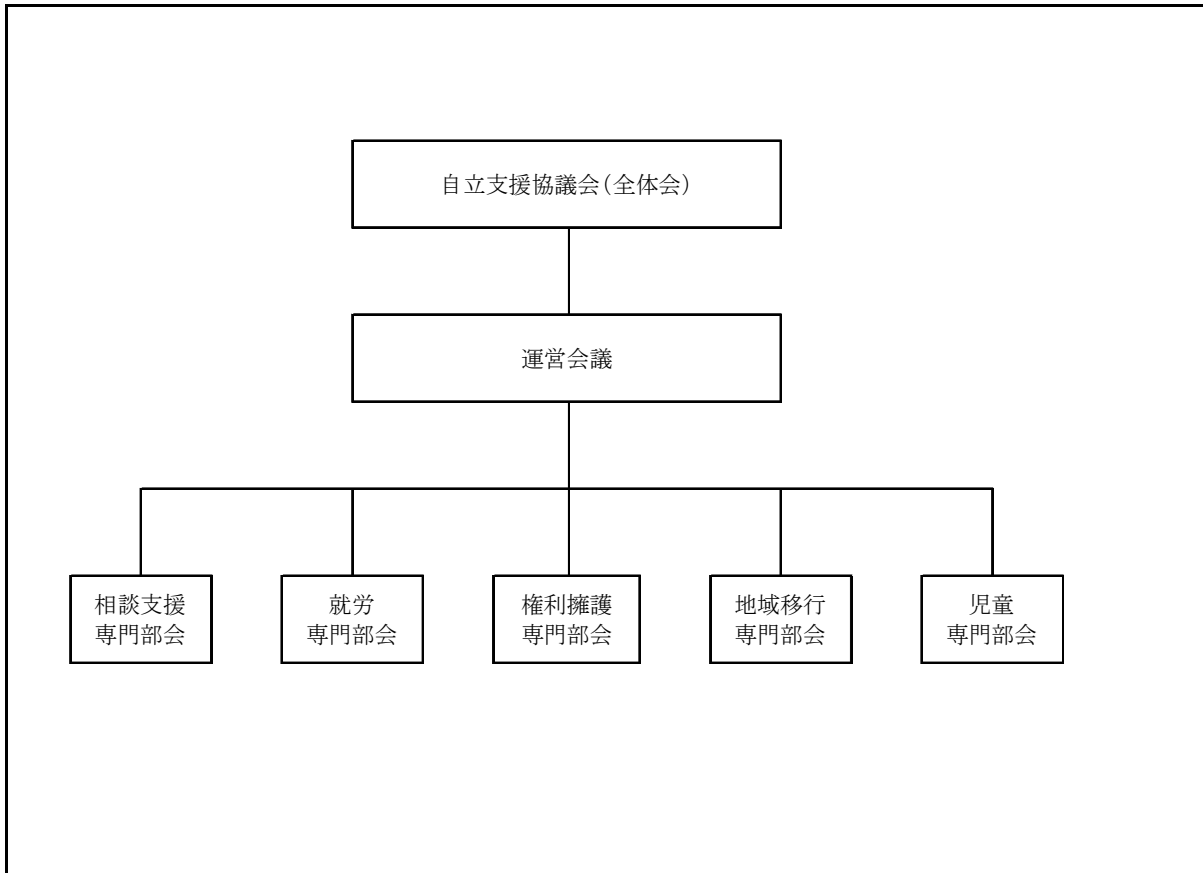 自立支援協議会(全体会)
運営会議
相談支援
専門部会
就労
専門部会
権利擁護
専門部会
地域移行
専門部会
児童
専門部会